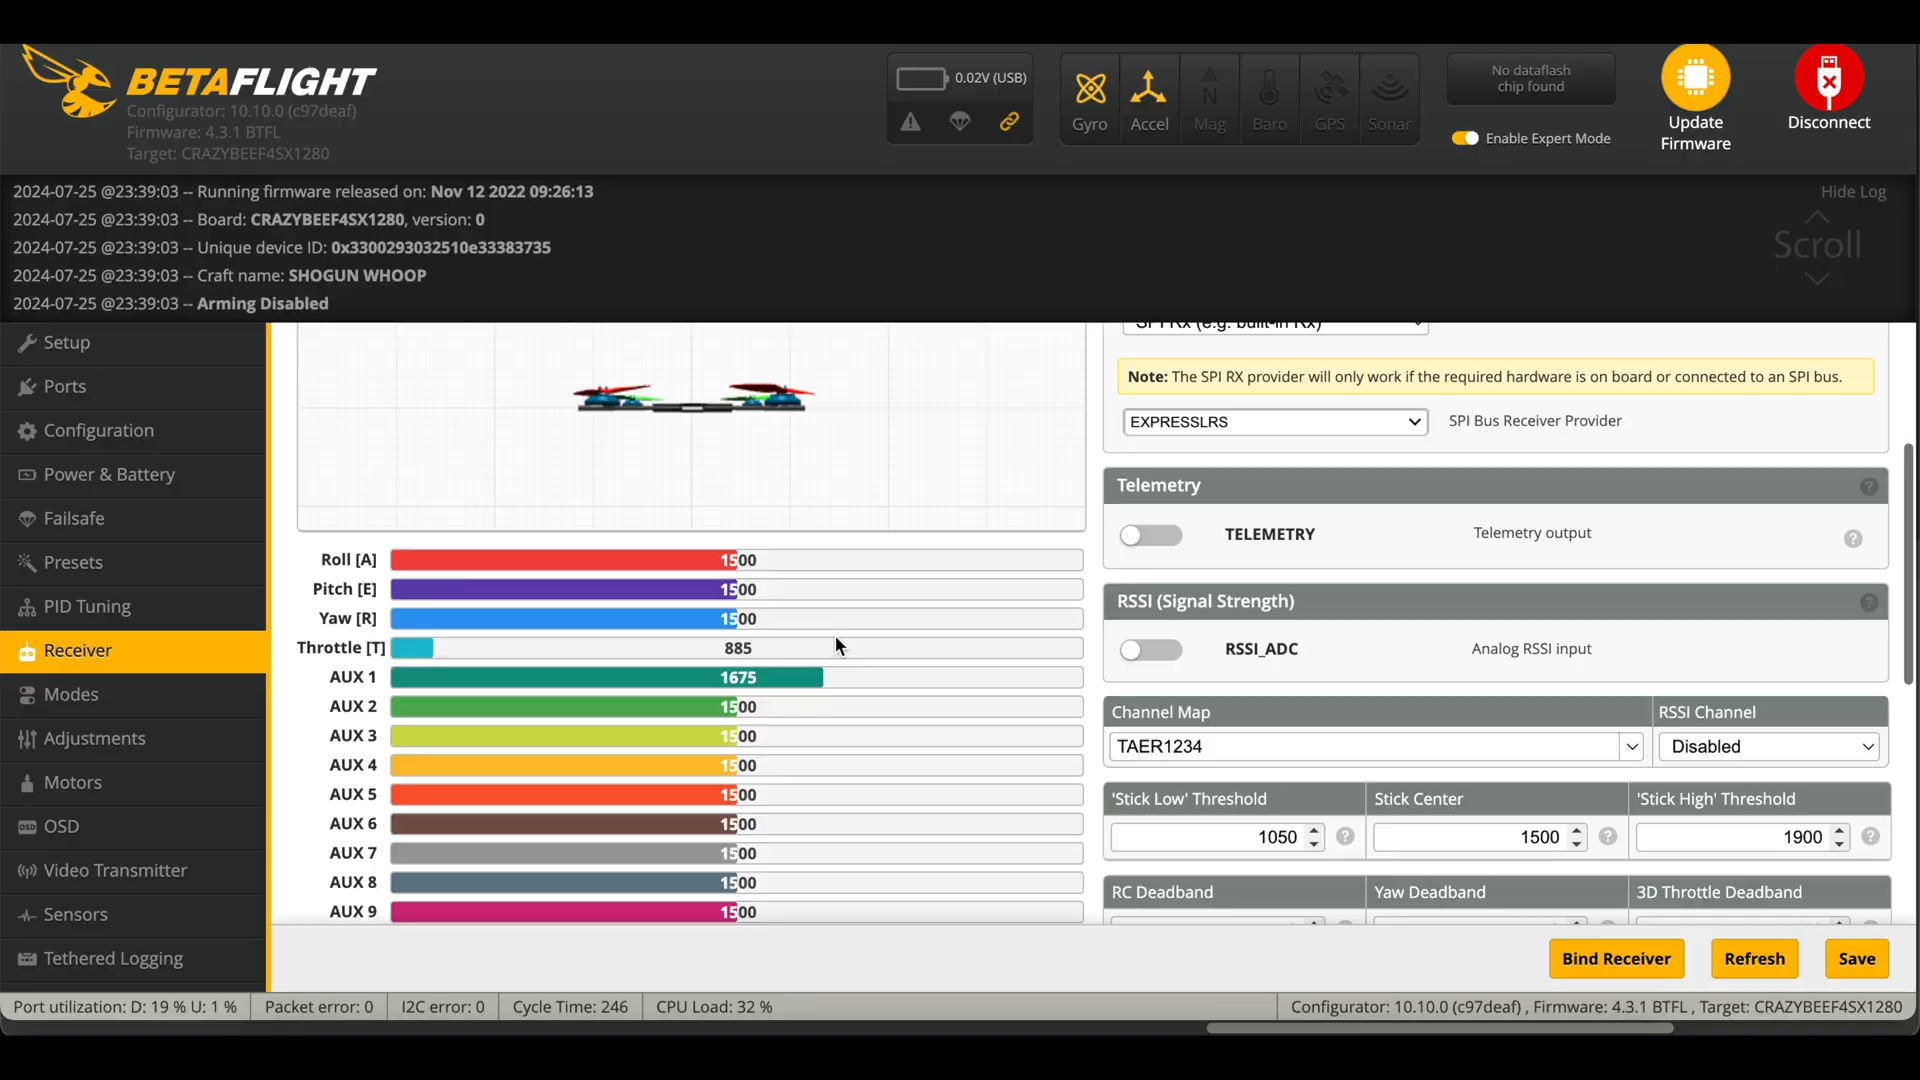 BETAFLIGHT
Configurator: 10.10.0 (c97deaf)
Firmware: 4.3.1 BTFL
Target: CRAZYBEEF4SX1280
0.02V (USB)
Gyro
Accel
Mag
Baro
GPS
Sonar
No dataflash
chip found
Enable Expert Mode
Update
Firmware
Disconnect
2024-07-25 @23:39:03 -- Running firmware released on: Nov 12 2022 09:26:13
2024-07-25 @23:39:03 -- Board: CRAZYBEEF4SX1280, version: 0
2024-07-25 @23:39:03 -- Unique device ID: 0x3300293032510e33383735
2024-07-25 @23:39:03 -- Craft name: SHOGUN WHOOP
2024-07-25 @23:39:03 -- Arming Disabled
Hide Log
Scroll
Setup
Ports
Configuration
Power & Battery
Failsafe
Presets
PID Tuning
Receiver
Modes
Adjustments
Motors
OSD
Video Transmitter
Sensors
Tethered Logging
Roll [A] 1500
Pitch [E] 1500
Yaw [R] 1500
Throttle [T] 885
AUX 1 1675
AUX 2 1500
AUX 3 1500
AUX 4 1500
AUX 5 1500
AUX 6 1500
AUX 7 1500
AUX 8 1500
AUX 9 1500
SPI Rx (e.g. built-in Rx)
Note: The SPI RX provider will only work if the required hardware is on board or connected to an SPI bus.
EXPRESSLRS SPI Bus Receiver Provider
Telemetry
TELEMETRY Telemetry output
RSSI (Signal Strength)
RSSI_ADC Analog RSSI input
Channel Map RSSI Channel
TAER1234 Disabled
'Stick Low' Threshold Stick Center 'Stick High' Threshold
1050 1500 1900
RC Deadband Yaw Deadband 3D Throttle Deadband
Bind Receiver Refresh Save
Port utilization: D: 19 % U: 1 % Packet error: 0 I2C error: 0 Cycle Time: 246 CPU Load: 32 % Configurator: 10.10.0 (c97deaf) , Firmware: 4.3.1 BTFL , Target: CRAZYBEEF4SX1280